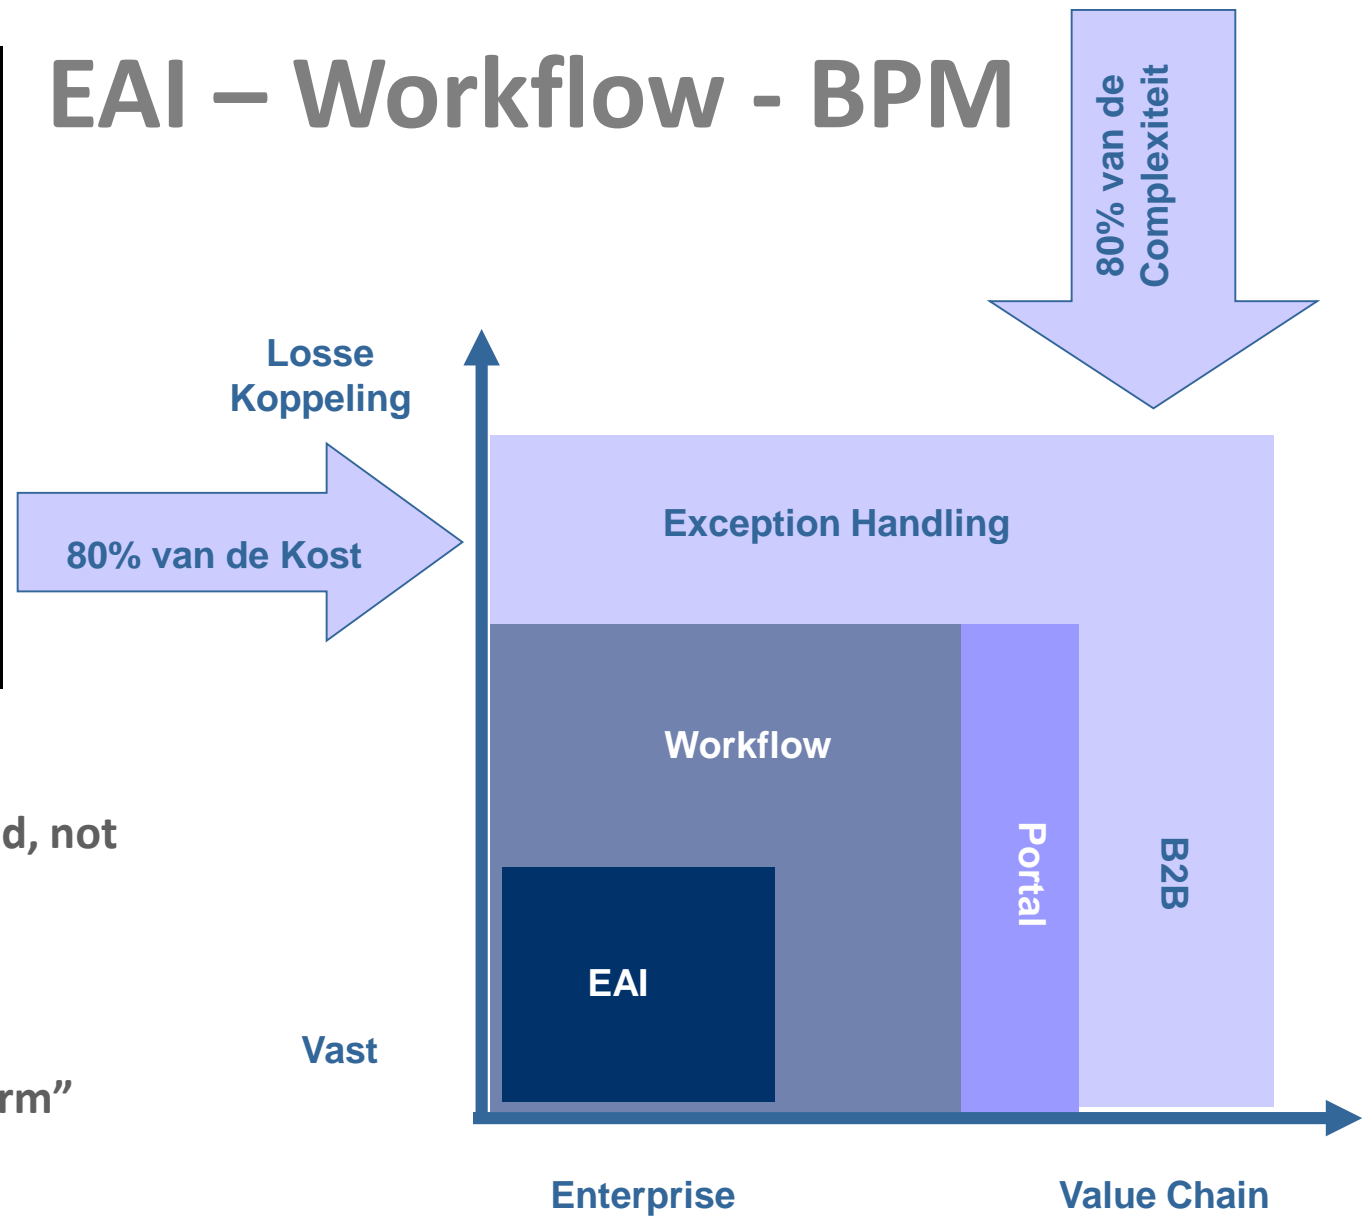 EAI – Workflow - BPM
80% van de
Complexiteit
Losse
Koppeling
80% van de Kost
Exception Handling
Workflow
Portal
B2B
d, not
EAI
Vast
rm”
Enterprise
Value Chain